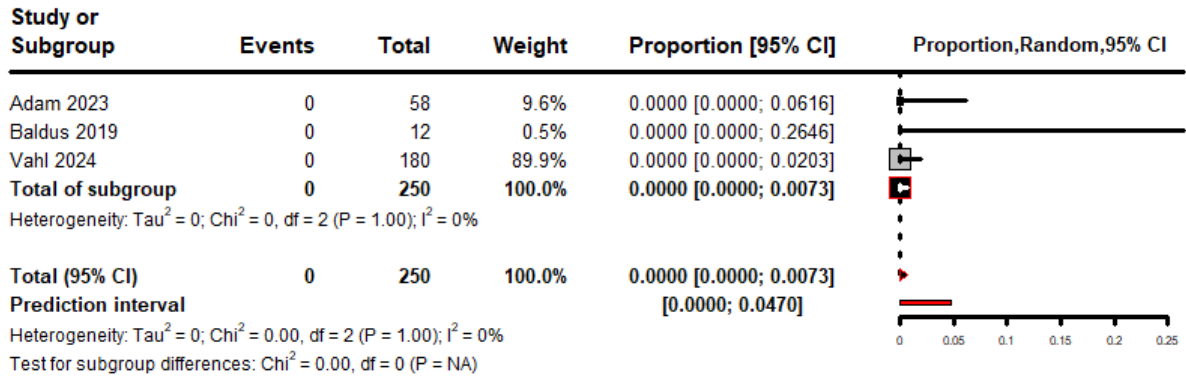 Study or
Subgroup Events Total Weight Proportion [95% CI] Proportion,Random,95% CI
Adam 2023 0 58 9.6% 0.0000 [0.0000; 0.0616]
Baldus 2019 0 12 0.5% 0.0000 [0.0000; 0.2646]
Vahl 2024 0 180 89.9% 0.0000 [0.0000; 0.0203]
Total of subgroup 0 250 100.0% 0.0000 [0.0000; 0.0073]
Heterogeneity: Tau² = 0; Chi² = 0, df = 2 (P = 1.00); I² = 0%
Total (95% CI) 0 250 100.0% 0.0000 [0.0000; 0.0073]
Prediction interval [0.0000; 0.0470]
Heterogeneity: Tau² = 0; Chi² = 0.00, df = 2 (P = 1.00); I² = 0%
0 0.05 0.1 0.15 0.2 0.25
Test for subgroup differences: Chi² = 0.00, df = 0 (P = NA)